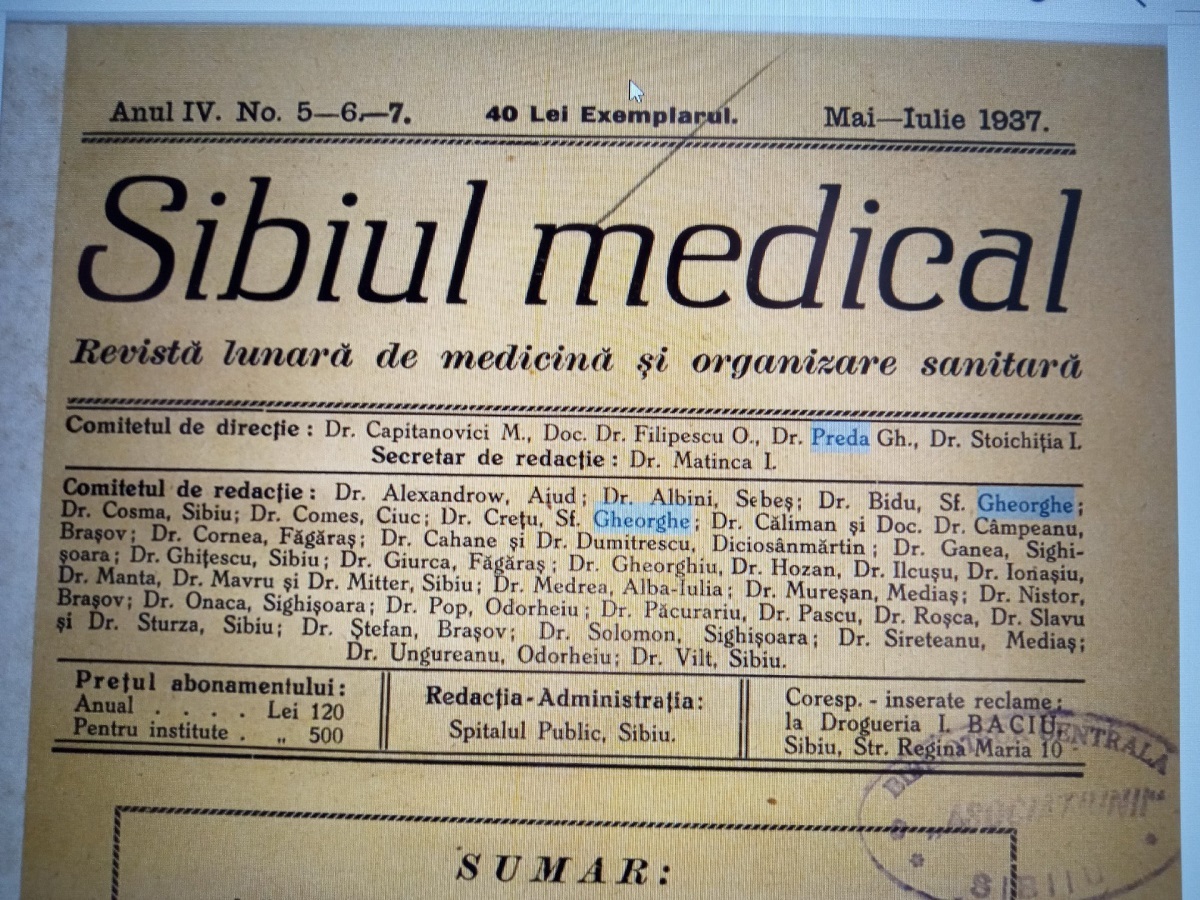 Anul IV. No. 5—6—7. 40 Lei Exemplarul. Mai—Iulie 1937.
Sibiul medical
Revistă lunară de medicină și organizare sanitară
Comitetul de direcție : Dr. Capitanovici M., Doc. Dr. Filipescu O., Dr. Preda Gh., Dr. Stoichiția I.
Secretar de redacție : Dr. Matinca I.
Comitetul de redacție : Dr. Alexandrow, Aiud ; Dr. Albini, Sebeș; Dr. Bidu, Sf. Gheorghe ;
Dr. Cosma, Sibiu; Dr. Comes, Ciuc; Dr. Crețu, Sf. Gheorghe ; Dr. Căliman și Doc. Dr. Câmpeanu,
Brașov; Dr. Cornea, Făgăraș; Dr. Cahane și Dr. Dumitrescu, Diciosânmărtin ; Dr. Ganea, Sighi-
șoara; Dr. Ghițescu, Sibiu; Dr. Giurca, Făgăraș ; Dr. Gheorghiu, Dr. Hozan, Dr. Ilcușu, Dr. Ionașiu,
Dr. Manta, Dr. Mavru și Dr. Mitter, Sibiu; Dr. Medrea, Alba-Iulia ; Dr. Mureșan, Mediaș; Dr. Nistor,
Brașov; Dr. Onaca, Sighișoara ; Dr. Pop, Odorheiu ; Dr. Păcurariu, Dr. Pascu, Dr. Roșca, Dr. Slavu
și Dr. Sturza, Sibiu ; Dr. Ștefan, Brașov; Dr. Solomon, Sighișoara ; Dr. Sireteanu, Mediaș;
Dr. Ungureanu, Odorheiu; Dr. Vilt, Sibiu.
Prețul abonamentului:
Anual . . . . Lei 120
Pentru institute . „ 500
Redacția-Administrația:
Spitalul Public, Sibiu.
Coresp. - inserate reclame :
la Drogueria I. BACIU,
Sibiu, Str. Regina Maria 10
CENTRALA
„ASOCIAȚIUNII"
SIBIIU
SUMAR: